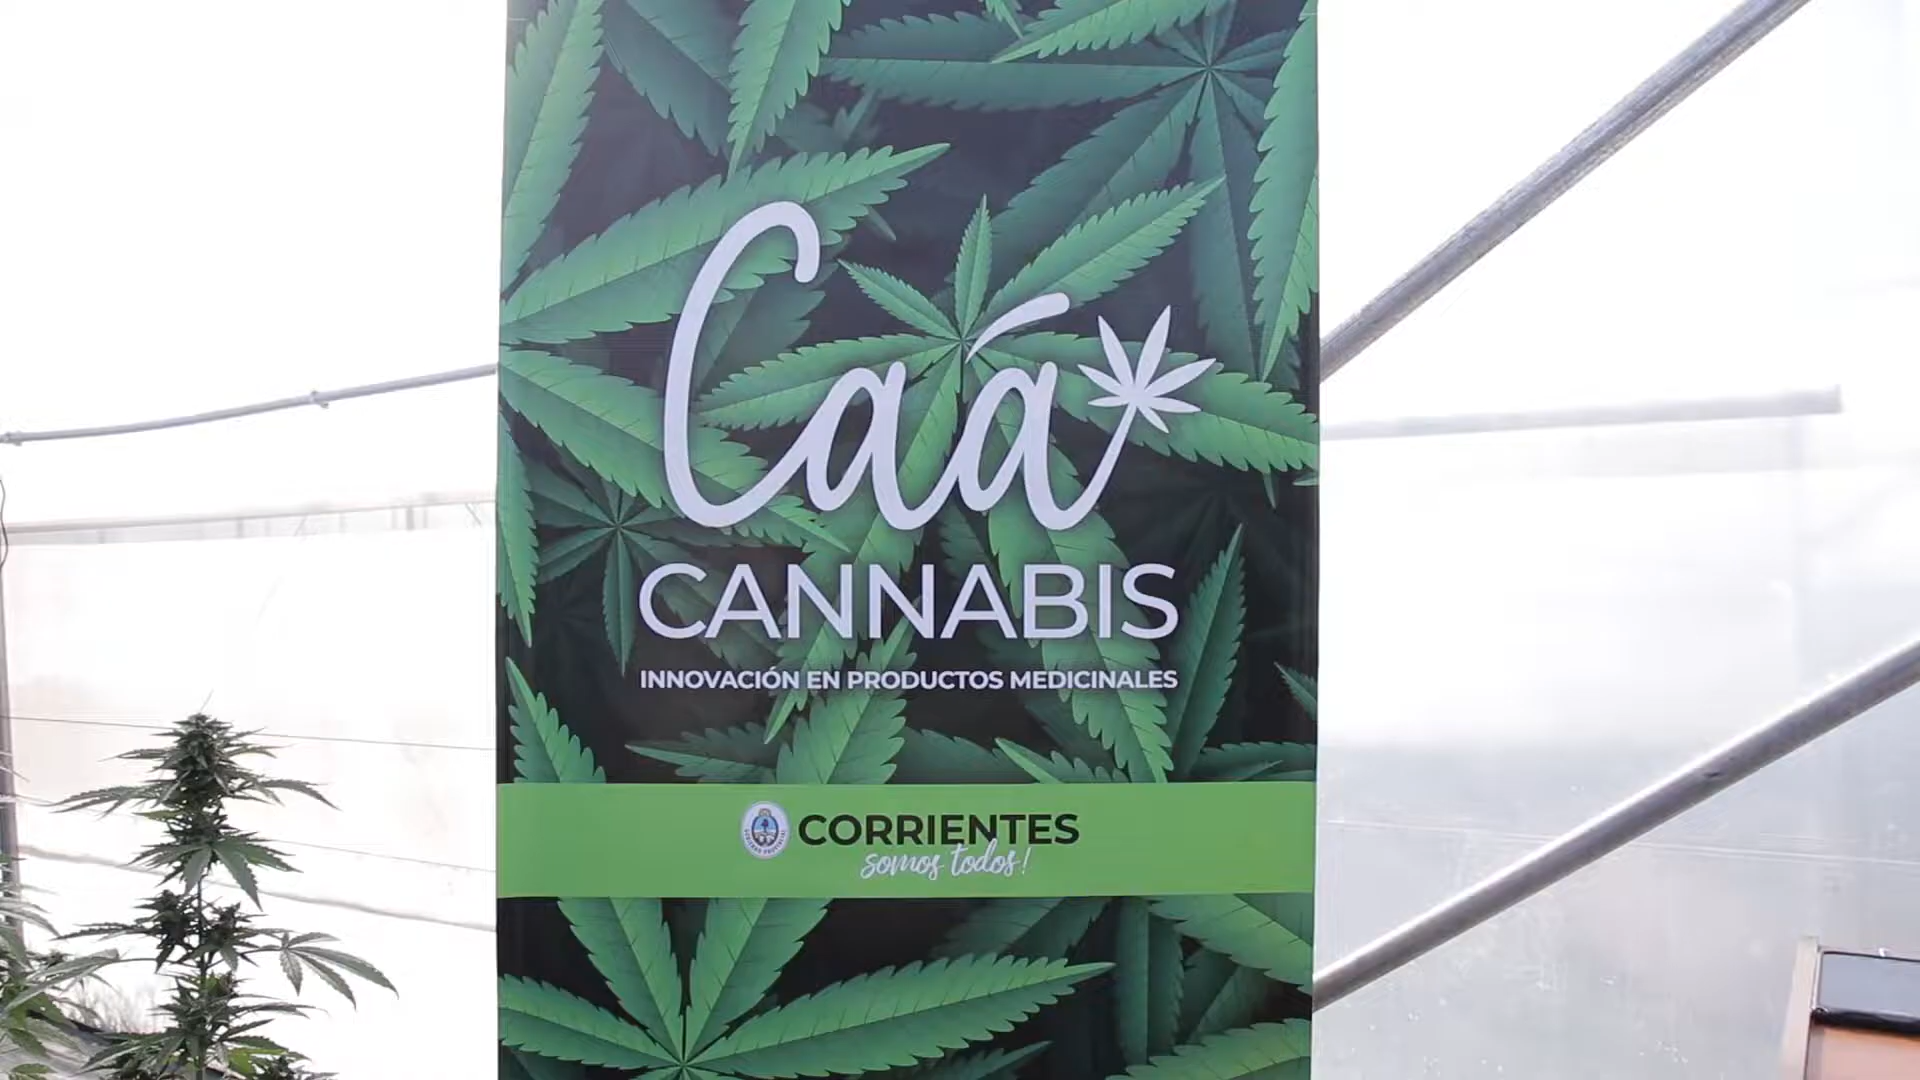 Caá
CANNABIS
INNOVACIÓN EN PRODUCTOS MEDICINALES
CORRIENTES
somos todos!